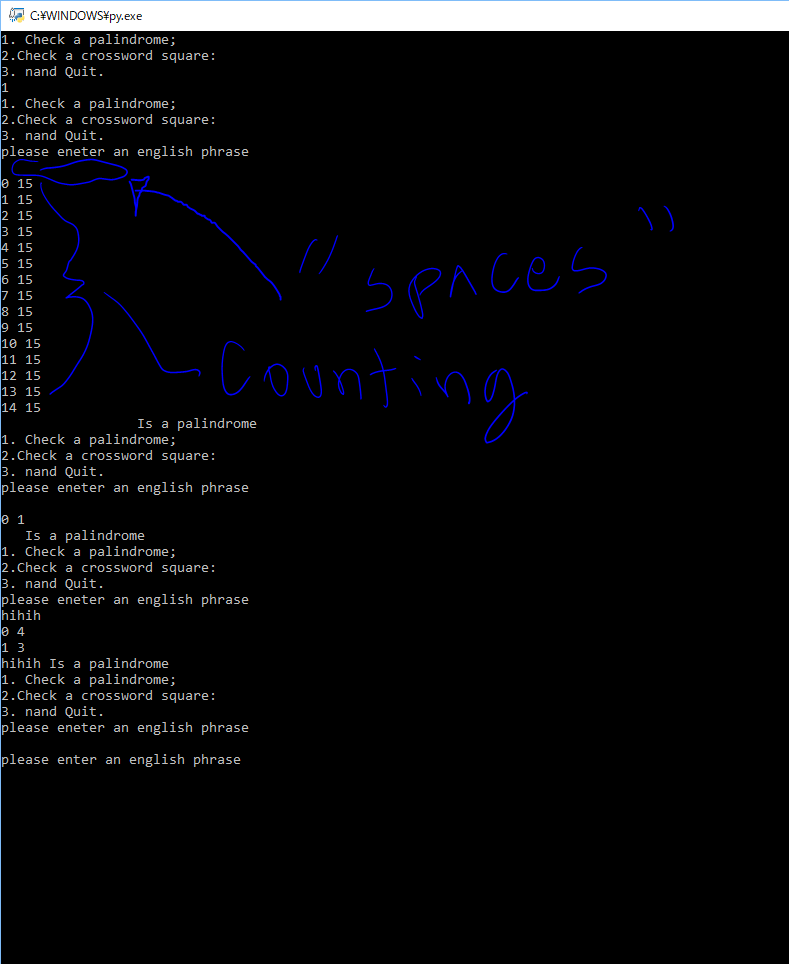 C:¥WINDOWS¥py.exe
1. Check a palindrome;
2.Check a crossword square:
3. nand Quit.
1
1. Check a palindrome;
2.Check a crossword square:
3. nand Quit.
please eneter an english phrase
0 15
1 15
2 15
3 15
4 15
5 15
6 15
7 15
8 15
9 15
10 15
11 15
12 15
13 15
14 15
"spaces"
Counting
Is a palindrome
1. Check a palindrome;
2.Check a crossword square:
3. nand Quit.
please eneter an english phrase
0 1
Is a palindrome
1. Check a palindrome;
2.Check a crossword square:
3. nand Quit.
please eneter an english phrase
hihih
0 4
1 3
hihih Is a palindrome
1. Check a palindrome;
2.Check a crossword square:
3. nand Quit.
please eneter an english phrase
please enter an english phrase